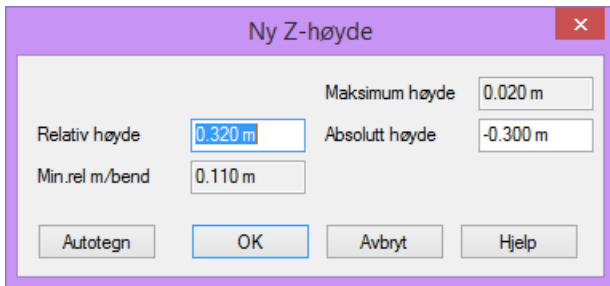 Ny Z-høyde
Maksimum høyde 0.020 m
Relativ høyde 0.320 m Absolutt høyde -0.300 m
Min.rel m/bend 0.110 m
Autotegn OK Avbryt Hjelp